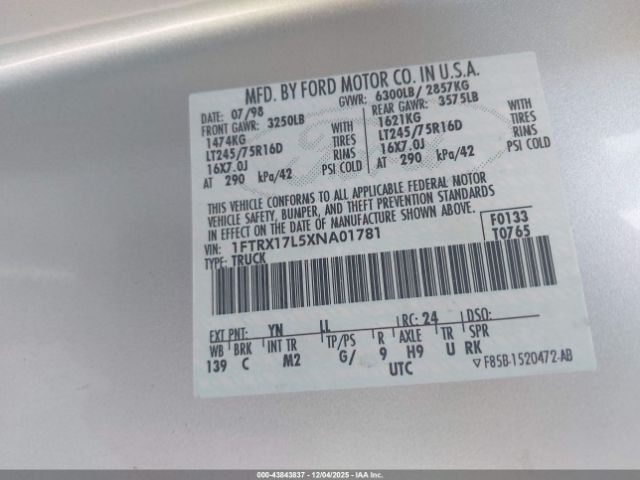 MFD. BY FORD MOTOR CO. IN U.S.A.
DATE: 07/98 GVWR: 6300LB/ 2857KG
FRONT GAWR: 3250LB REAR GAWR: 3575LB
1474KG WITH 1621KG WITH
LT245/75R16D TIRES LT245/75R16D TIRES
16X7.0J RIMS 16X7.0J RIMS
AT 290 kPa/42 PSI COLD AT 290 kPa/42 PSI COLD
THIS VEHICLE CONFORMS TO ALL APPLICABLE FEDERAL MOTOR
VEHICLE SAFETY, BUMPER, AND THEFT PREVENTION STANDARDS
IN EFFECT ON THE DATE OF MANUFACTURE SHOWN ABOVE.
VIN: 1FTRX17L5XNA01781 F0133
TYPE: TRUCK T0765
EXT PNT: YN LL RC: 24 DSO:
WB BRK INT TR TP/PS R AXLE TR SPR
139 C M2 G/ 9 H9 U RK
UTC ▽F85B-1520472-AB
000-43843837 - 12/04/2025 - IAA Inc.